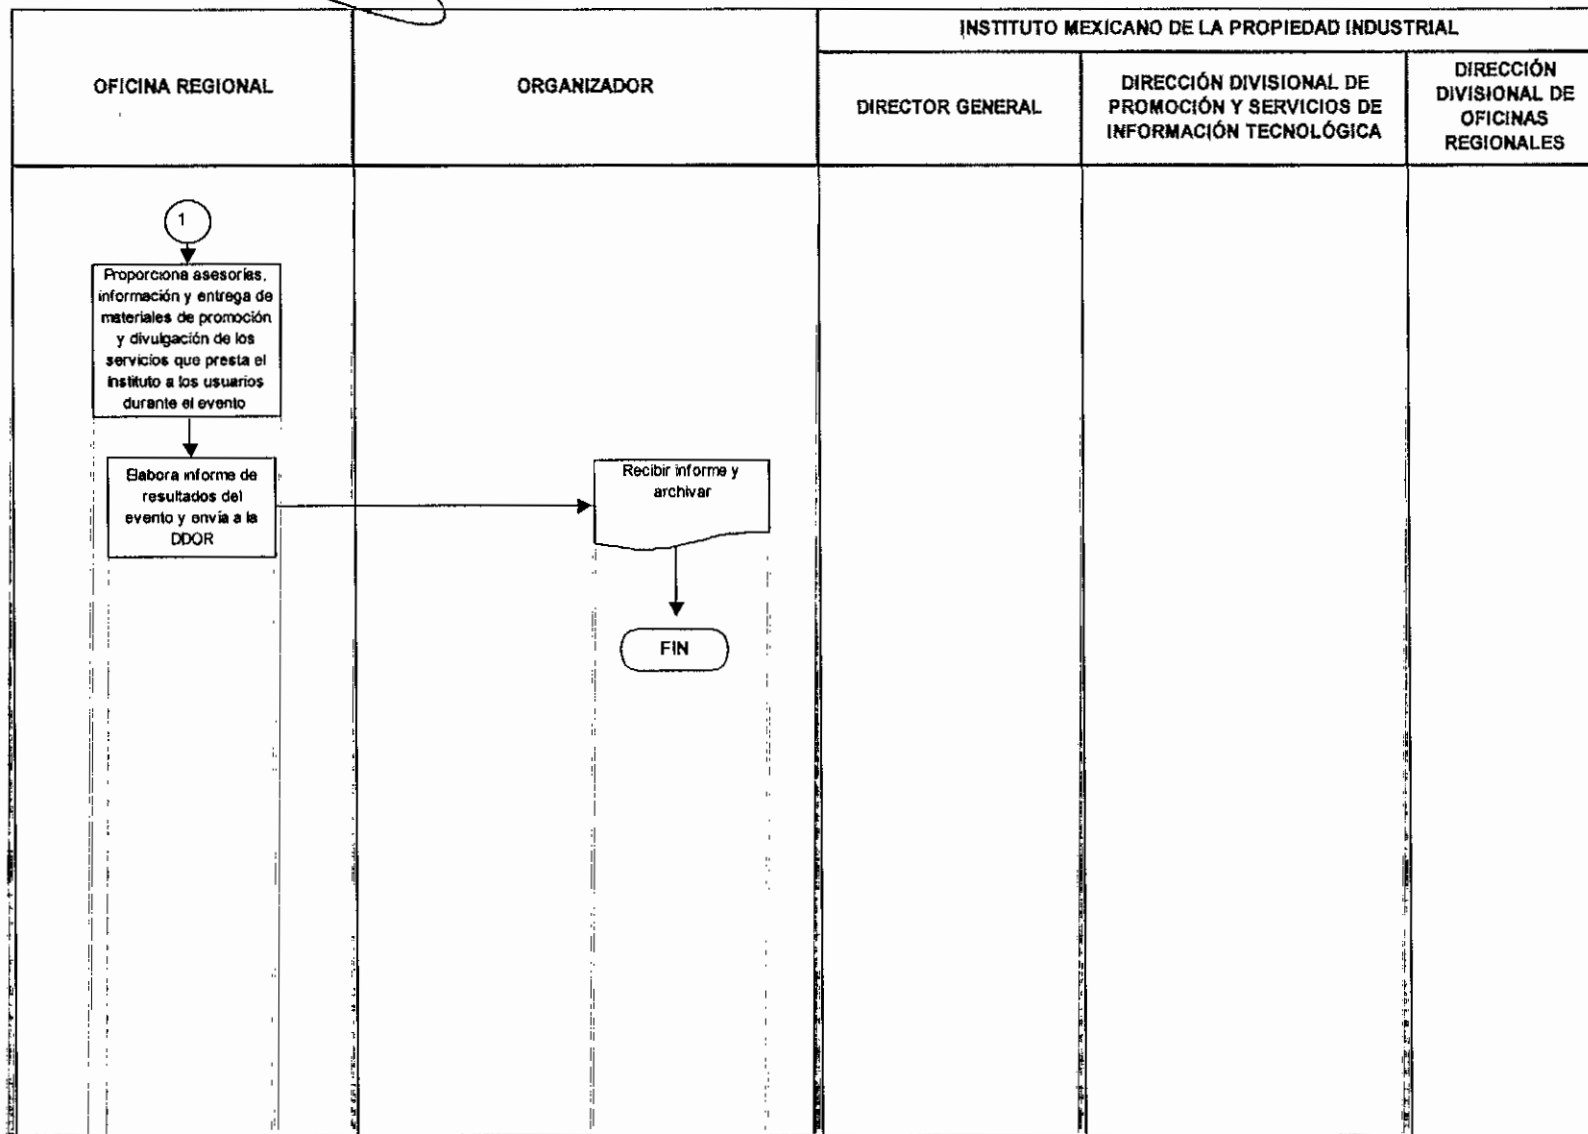 INSTITUTO MEXICANO DE LA PROPIEDAD INDUSTRIAL
OFICINA REGIONAL
ORGANIZADOR
DIRECTOR GENERAL
DIRECCIÓN DIVISIONAL DE
PROMOCIÓN Y SERVICIOS DE
INFORMACIÓN TECNOLÓGICA
DIRECCIÓN
DIVISIONAL DE
OFICINAS
REGIONALES
1
Proporciona asesorías,
información y entrega de
materiales de promoción
y divulgación de los
servicios que presta el
instituto a los usuarios
durante el evento
Elabora informe de
resultados del
evento y envía a la
DDOR
Recibir informe y
archivar
FIN